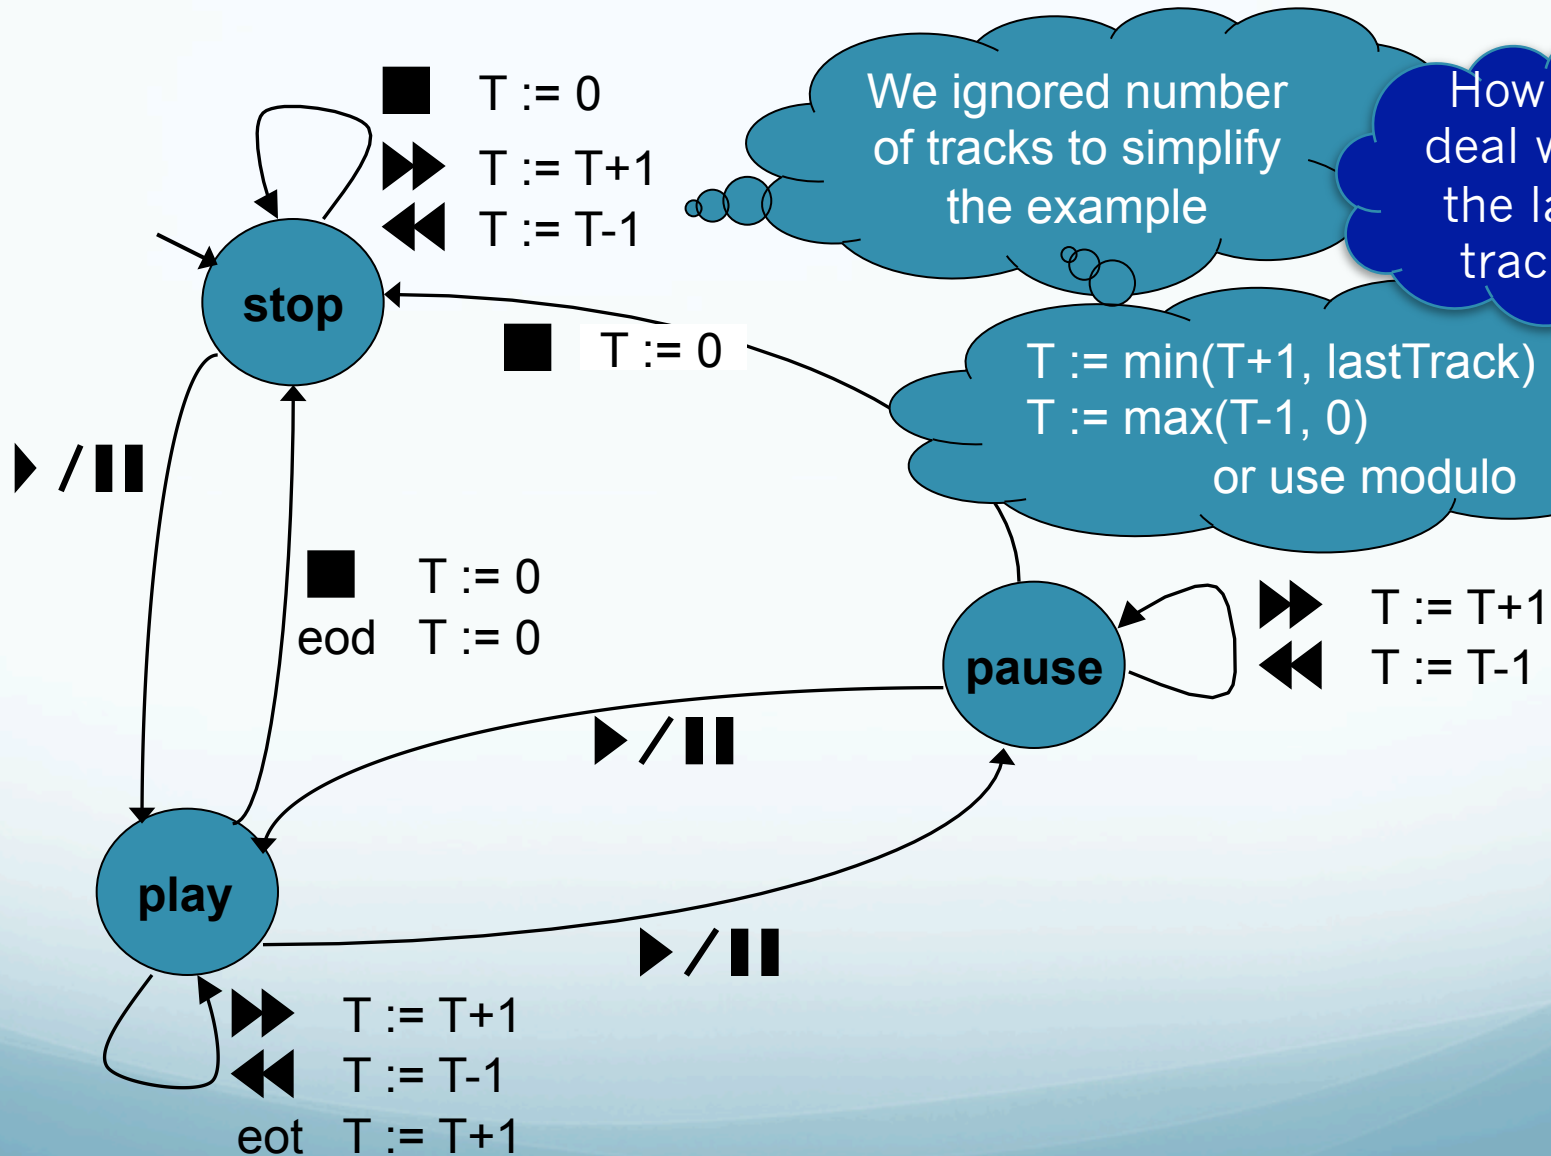 ■ T := 0
▶▶ T := T+1
◀◀ T := T-1
We ignored number
of tracks to simplify
the example
How
deal
the
stop
■ T := 0
T := min(T+1, lastTrack)
T := max(T-1, 0)
or use modulo
▶ / ▮▮
■ T := 0
eod T := 0
pause
▶▶ T := T+1
◀◀ T := T-1
▶ / ▮▮
play
▶ / ▮▮
▶▶ T := T+1
◀◀ T := T-1
eot T := T+1